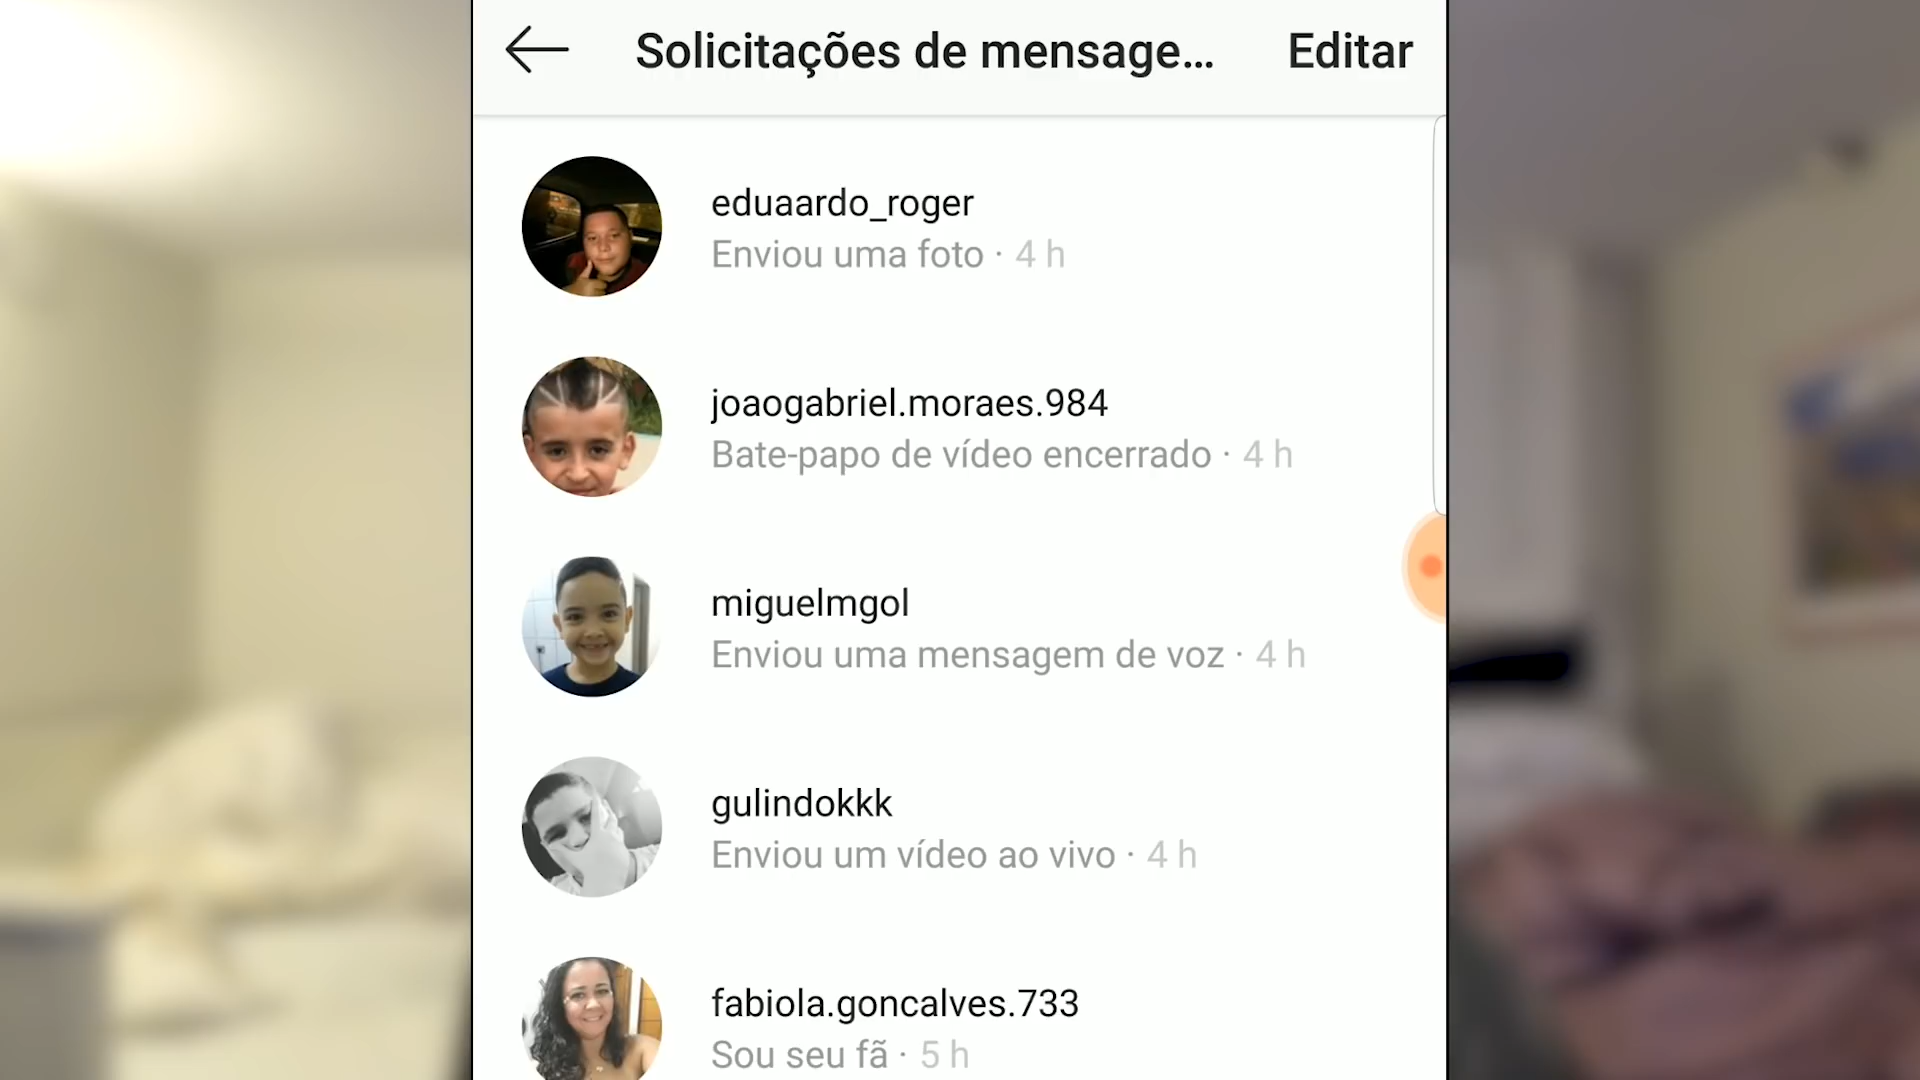 Solicitações de mensage... Editar
eduaardo_roger
Enviou uma foto · 4 h
joaogabriel.moraes.984
Bate-papo de vídeo encerrado · 4 h
miguelmgol
Enviou uma mensagem de voz · 4 h
gulindokkk
Enviou um vídeo ao vivo · 4 h
fabiola.goncalves.733
Sou seu fã · 5 h